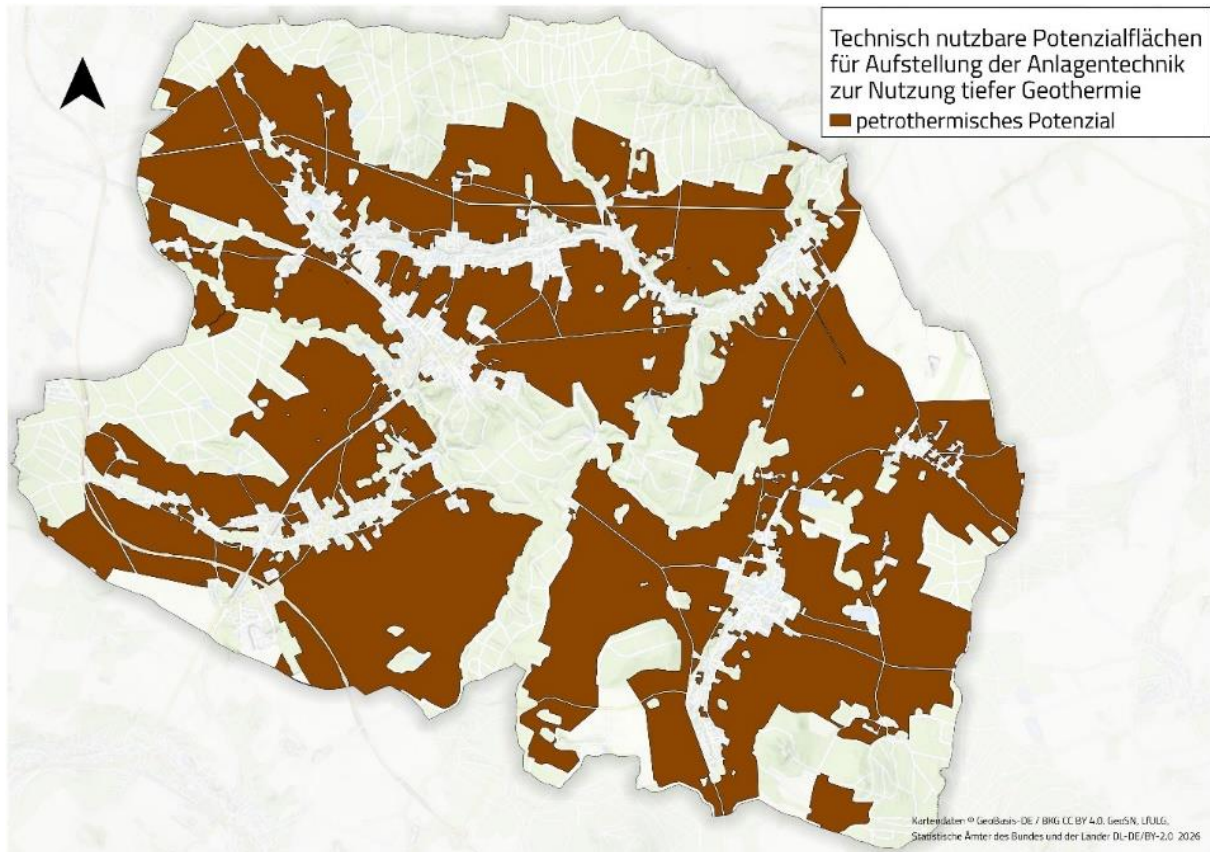 Technisch nutzbare Potenzialflächen
für Aufstellung der Anlagentechnik
zur Nutzung tiefer Geothermie
petrothermisches Potenzial
Kartendaten © GeoBasis-DE / BKG CC BY 4.0, GeoSN, LfULG,
Statistische Ämter des Bundes und der Länder DL-DE/BY-2.0 2026